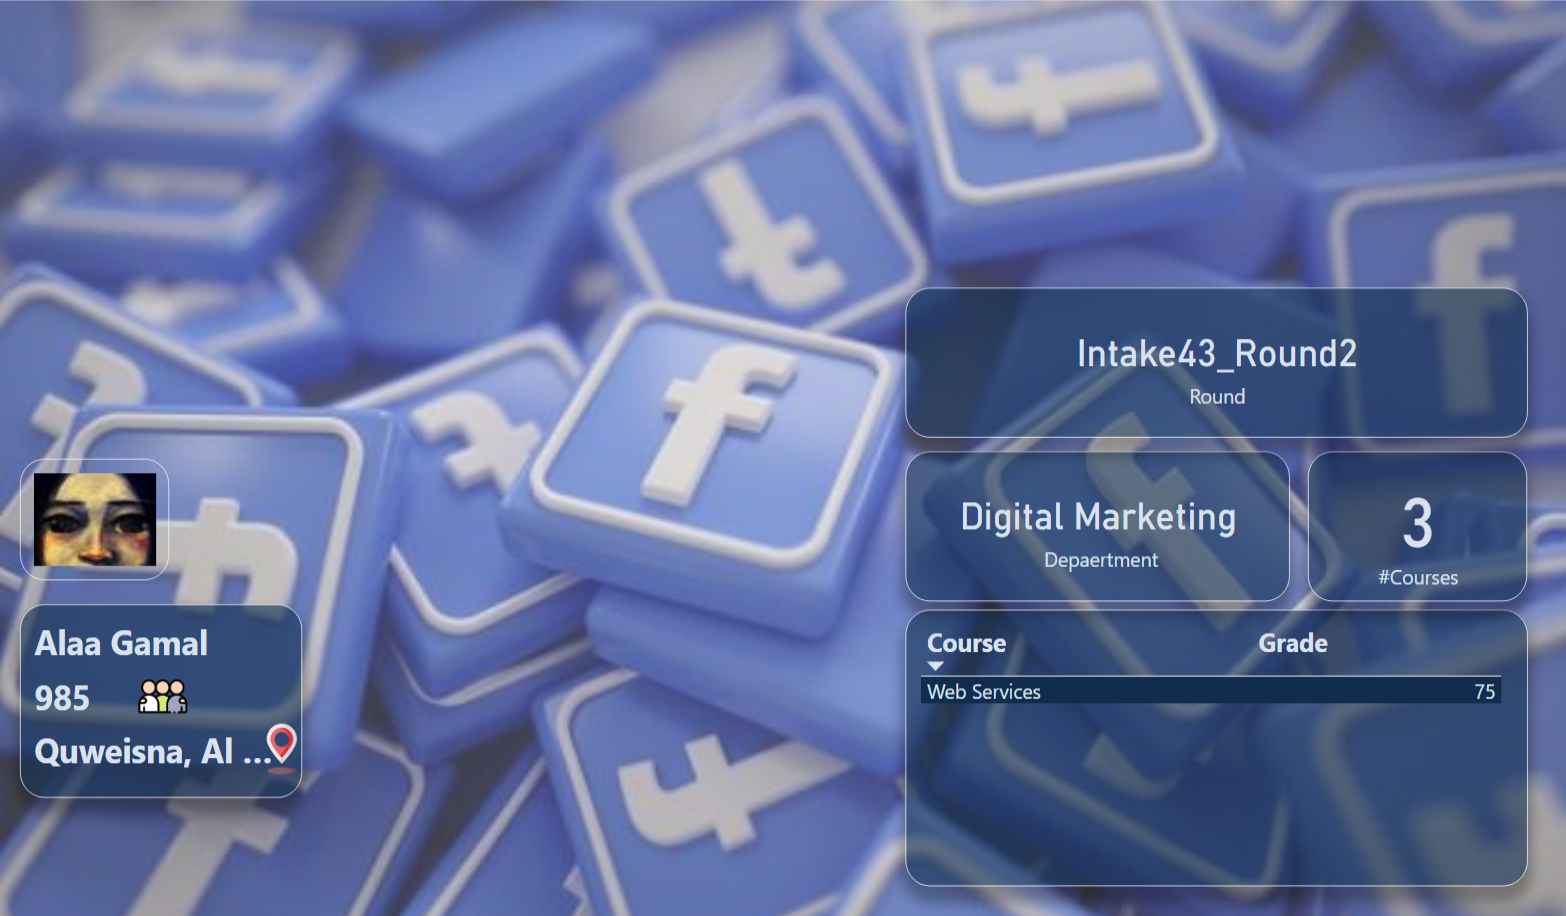 Intake43_Round2
Round
Digital Marketing
Depaertment
3
#Courses
Alaa Gamal
985
Quweisna, Al ...
Course Grade
Web Services 75